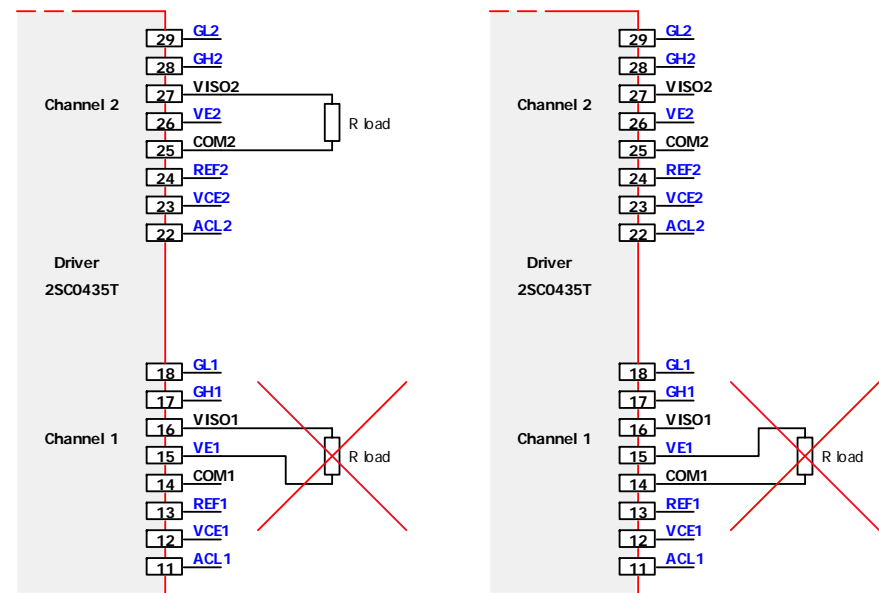 29 GL2
28 GH2
27 VISO2
Channel 2
26 VE2
R load
25 COM2
24 REF2
23 VCE2
22 ACL2
Driver
2SC0435T
18 GL1
17 GH1
16 VISO1
Channel 1
15 VE1
R load
14 COM1
13 REF1
12 VCE1
11 ACL1
29 GL2
28 GH2
27 VISO2
Channel 2
26 VE2
25 COM2
24 REF2
23 VCE2
22 ACL2
Driver
2SC0435T
18 GL1
17 GH1
16 VISO1
Channel 1
15 VE1
R load
14 COM1
13 REF1
12 VCE1
11 ACL1